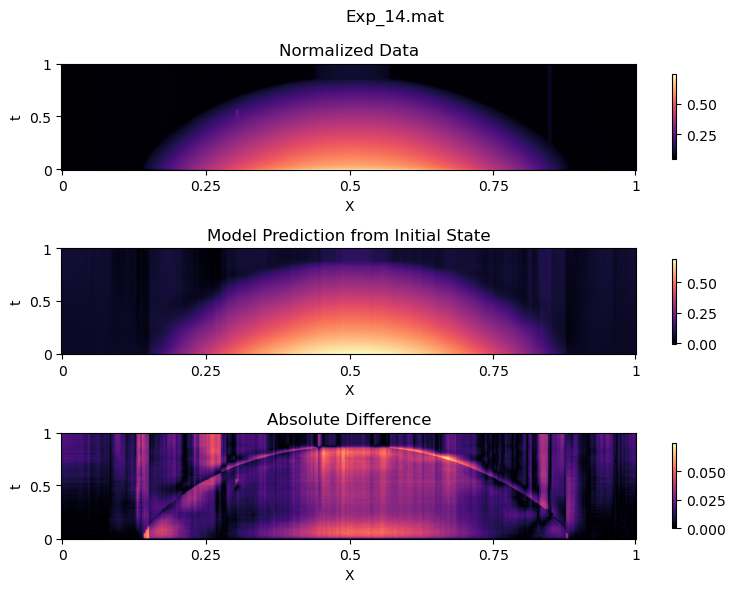 Exp_14.mat
Normalized Data
1
0.5
0
t
0 0.25 0.5 0.75 1
X
0.50
0.25
Model Prediction from Initial State
1
0.5
0
t
0 0.25 0.5 0.75 1
X
0.50
0.25
0.00
Absolute Difference
1
0.5
0
t
0 0.25 0.5 0.75 1
X
0.050
0.025
0.000